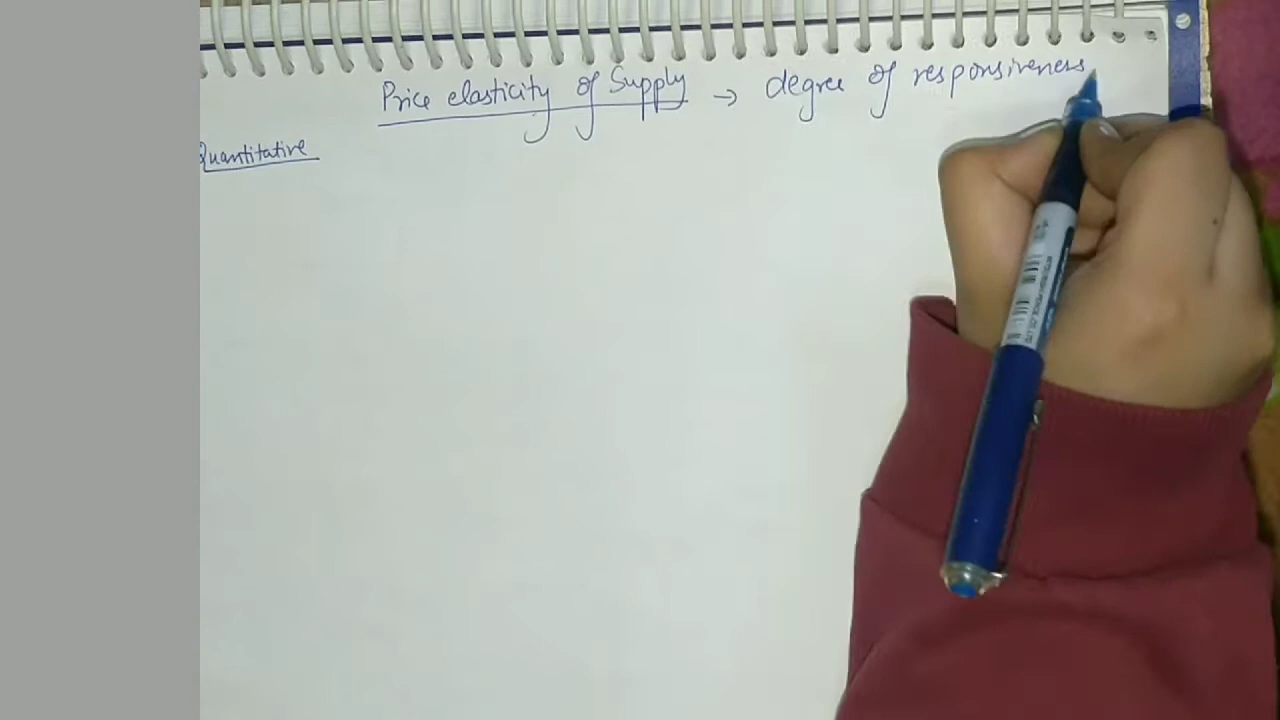 Price elasticity of Supply → degree of responsiveness
Quantitative